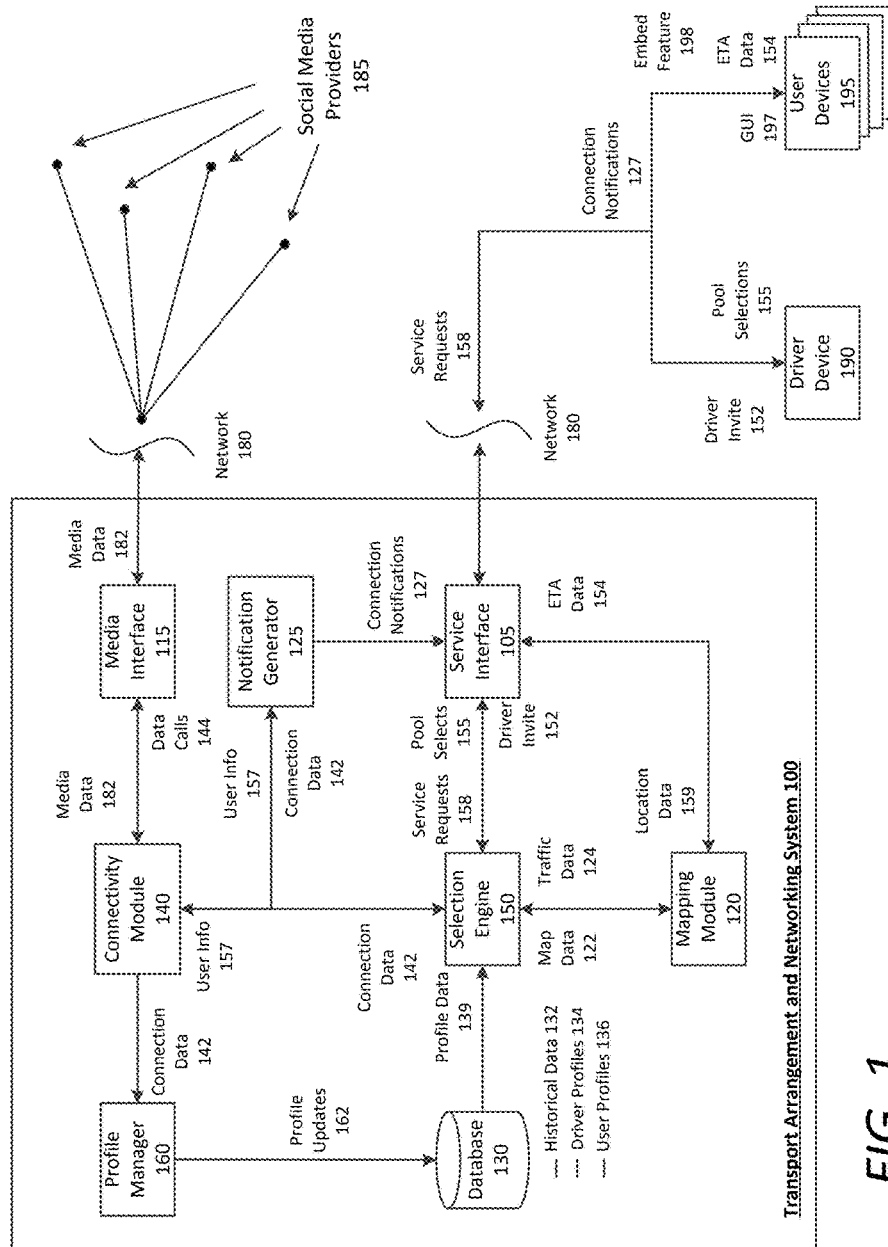 Social Media
Providers
185
Network
180
Media
Data
182
Media
Interface
115
Media
Data
182
Data
Calls
144
Connectivity
Module
140
Connection
Data
142
Profile
Manager
160
User Info
157
User Info
157
Connection
Data
142
Notification
Generator
125
Connection
Notifications
127
Profile
Updates
162
Connection
Data
142
Profile Data
139
Database
130
Historical Data 132
Driver Profiles 134
User Profiles 136
Selection
Engine
150
Service
Requests
158
Pool
Selects
155
Driver
Invite
152
Service
Interface
105
Map
Data
122
Traffic
Data
124
Mapping
Module
120
Location
Data
159
ETA
Data
154
Network
180
Service
Requests
158
Connection
Notifications
127
Driver
Invite
152
Pool
Selections
155
Driver
Device
190
Embed
Feature
198
GUI
197
ETA
Data
154
User
Devices
195
Transport Arrangement and Networking System 100
FIG. 1